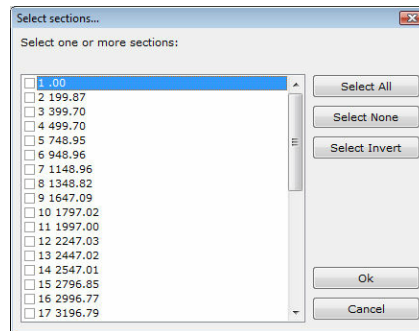 Select sections...
Select one or more sections:
1 .00
2 199.87
3 399.70
4 499.70
5 748.95
6 948.96
7 1148.96
8 1348.82
9 1647.09
10 1797.02
11 1997.00
12 2247.03
13 2447.02
14 2547.01
15 2796.85
16 2996.77
17 3196.79
Select All
Select None
Select Invert
Ok
Cancel